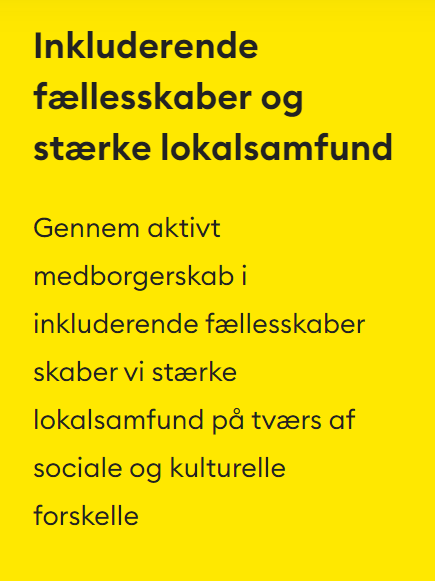 Inkluderende
fællesskaber og
stærke lokalsamfund
Gennem aktivt
medborgerskab i
inkluderende fællesskaber
skaber vi stærke
lokalsamfund på tværs af
sociale og kulturelle
forskelle